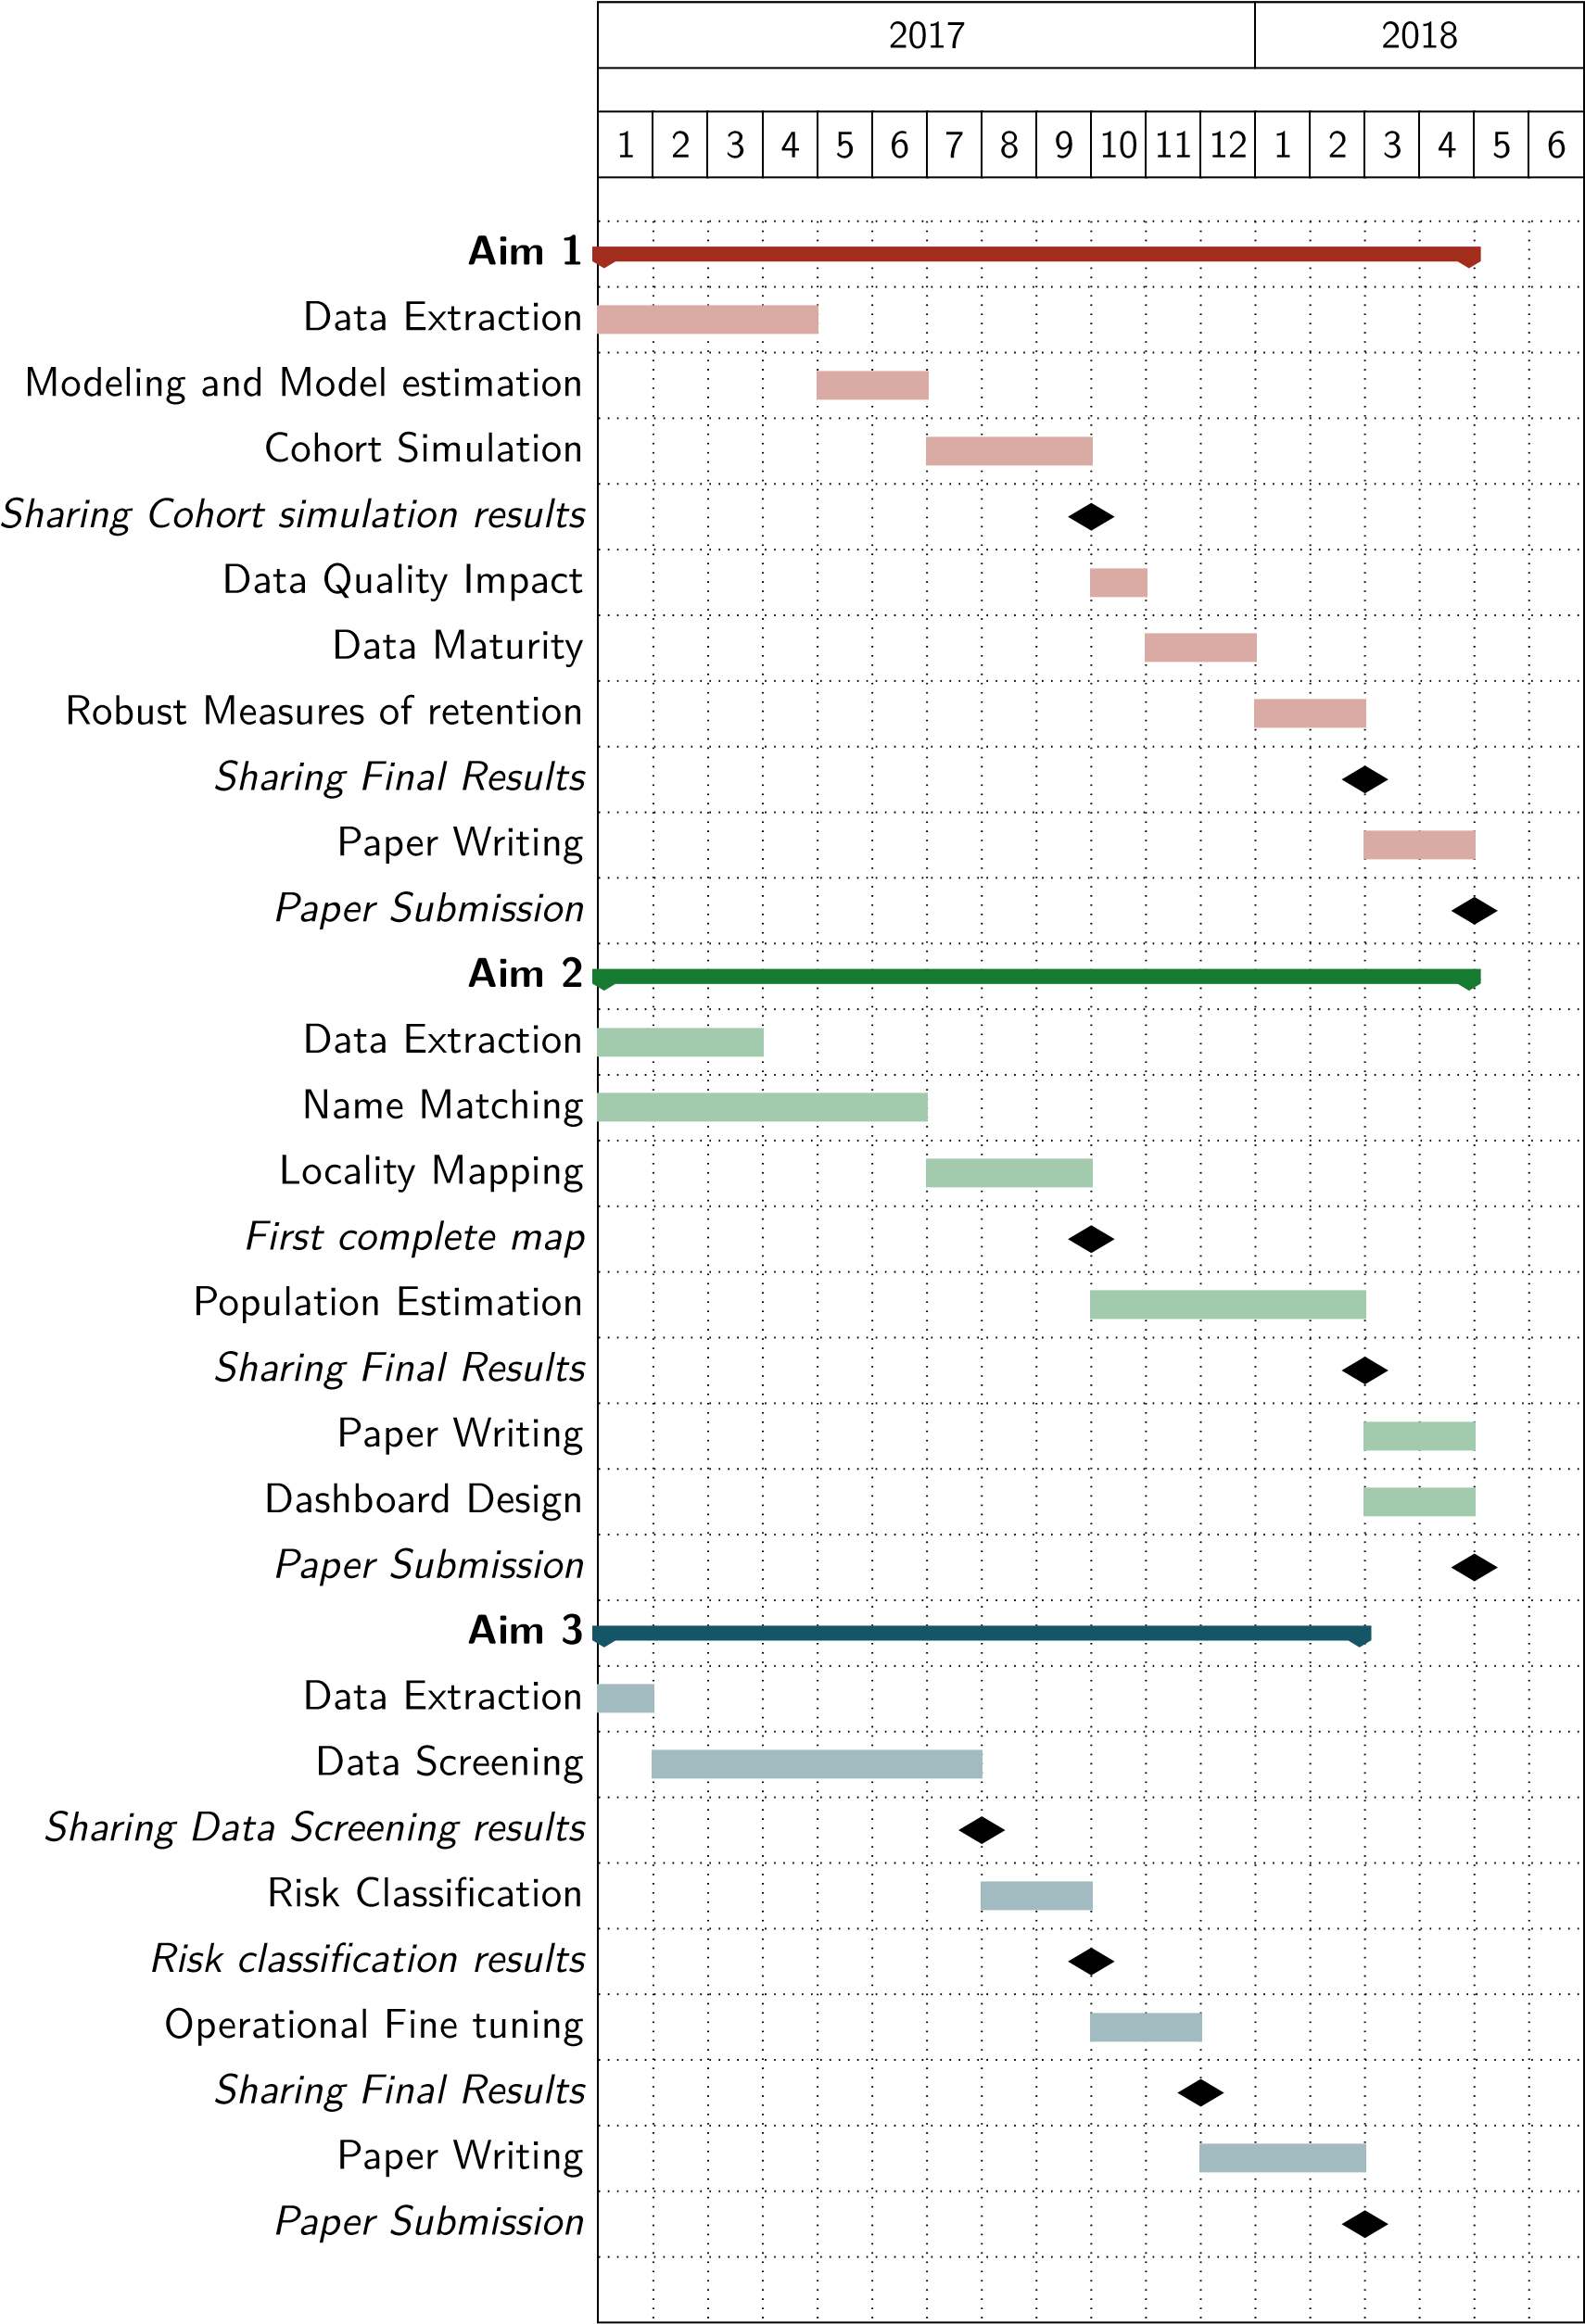 2017 2018
1 2 3 4 5 6 7 8 9 10 11 12 1 2 3 4 5 6
Aim 1
Data Extraction
Modeling and Model estimation
Cohort Simulation
Sharing Cohort simulation results
Data Quality Impact
Data Maturity
Robust Measures of retention
Sharing Final Results
Paper Writing
Paper Submission
Aim 2
Data Extraction
Name Matching
Locality Mapping
First complete map
Population Estimation
Sharing Final Results
Paper Writing
Dashboard Design
Paper Submission
Aim 3
Data Extraction
Data Screening
Sharing Data Screening results
Risk Classification
Risk classification results
Operational Fine tuning
Sharing Final Results
Paper Writing
Paper Submission